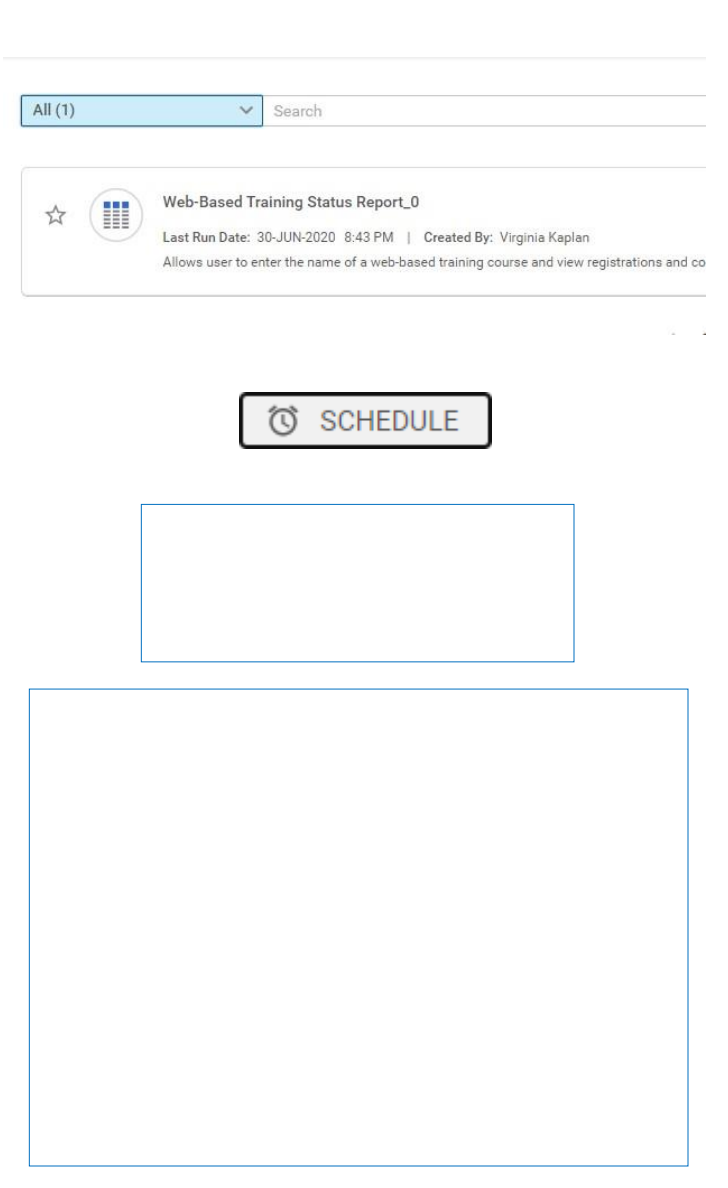 All (1)
Search
Web-Based Training Status Report_0
Last Run Date: 30-JUN-2020 8:43 PM | Created By: Virginia Kaplan
Allows user to enter the name of a web-based training course and view registrations and co
SCHEDULE